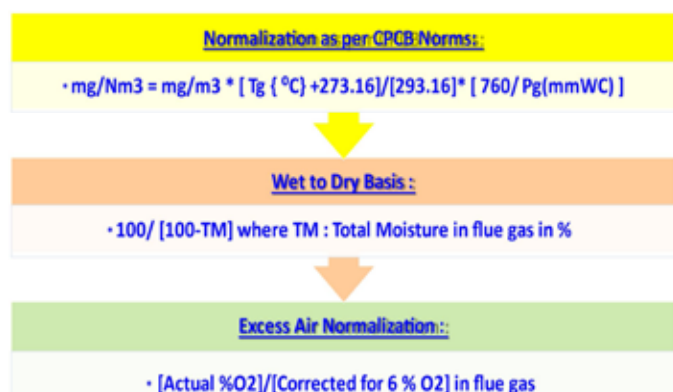 Normalization as per CPCB Norms:
• mg/Nm3 = mg/m3 * [ Tg { ⁰C} +273.16]/[293.16]* [ 760/ Pg(mmWC) ]
Wet to Dry Basis :
• 100/ [100-TM] where TM : Total Moisture in flue gas in %
Excess Air Normalization :
• [Actual %O2]/[Corrected for 6 % O2] in flue gas